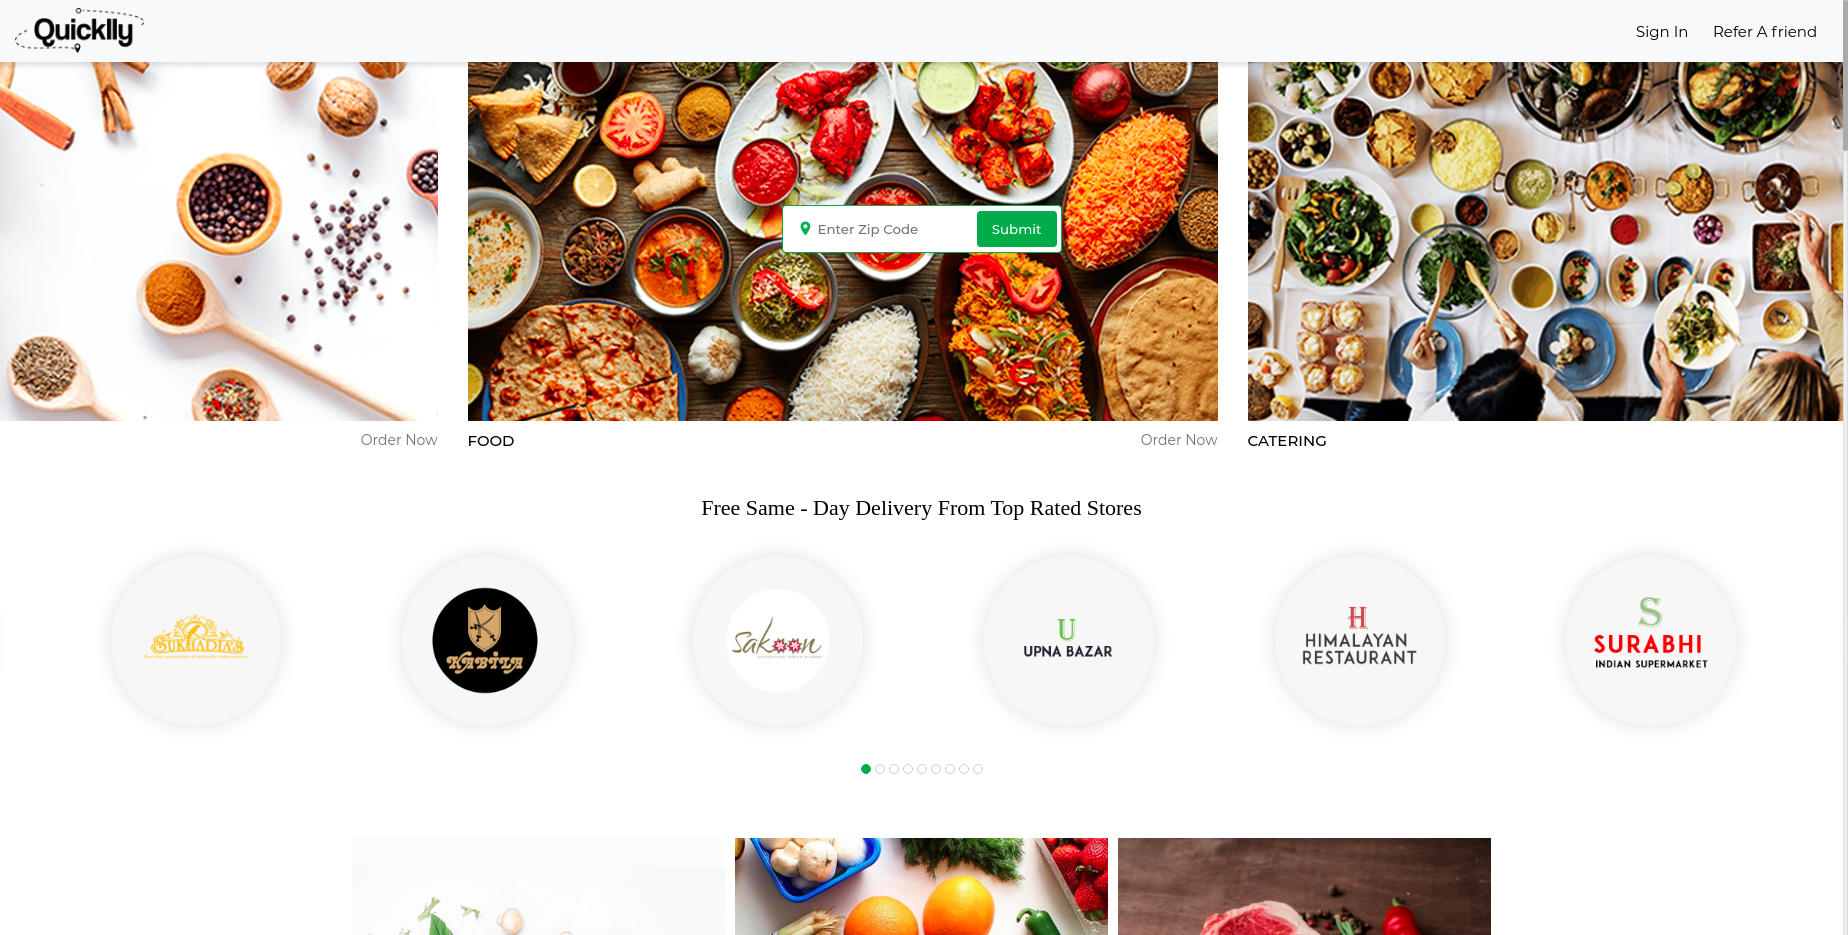 Quicklly
Sign In
Refer A friend
Enter Zip Code
Submit
Order Now
FOOD
Order Now
CATERING
Free Same - Day Delivery From Top Rated Stores
SUKHADIA'S
KABILA
Sakoon
U
UPNA BAZAR
H
HIMALAYAN
RESTAURANT
S
SURABHI
INDIAN SUPERMARKET